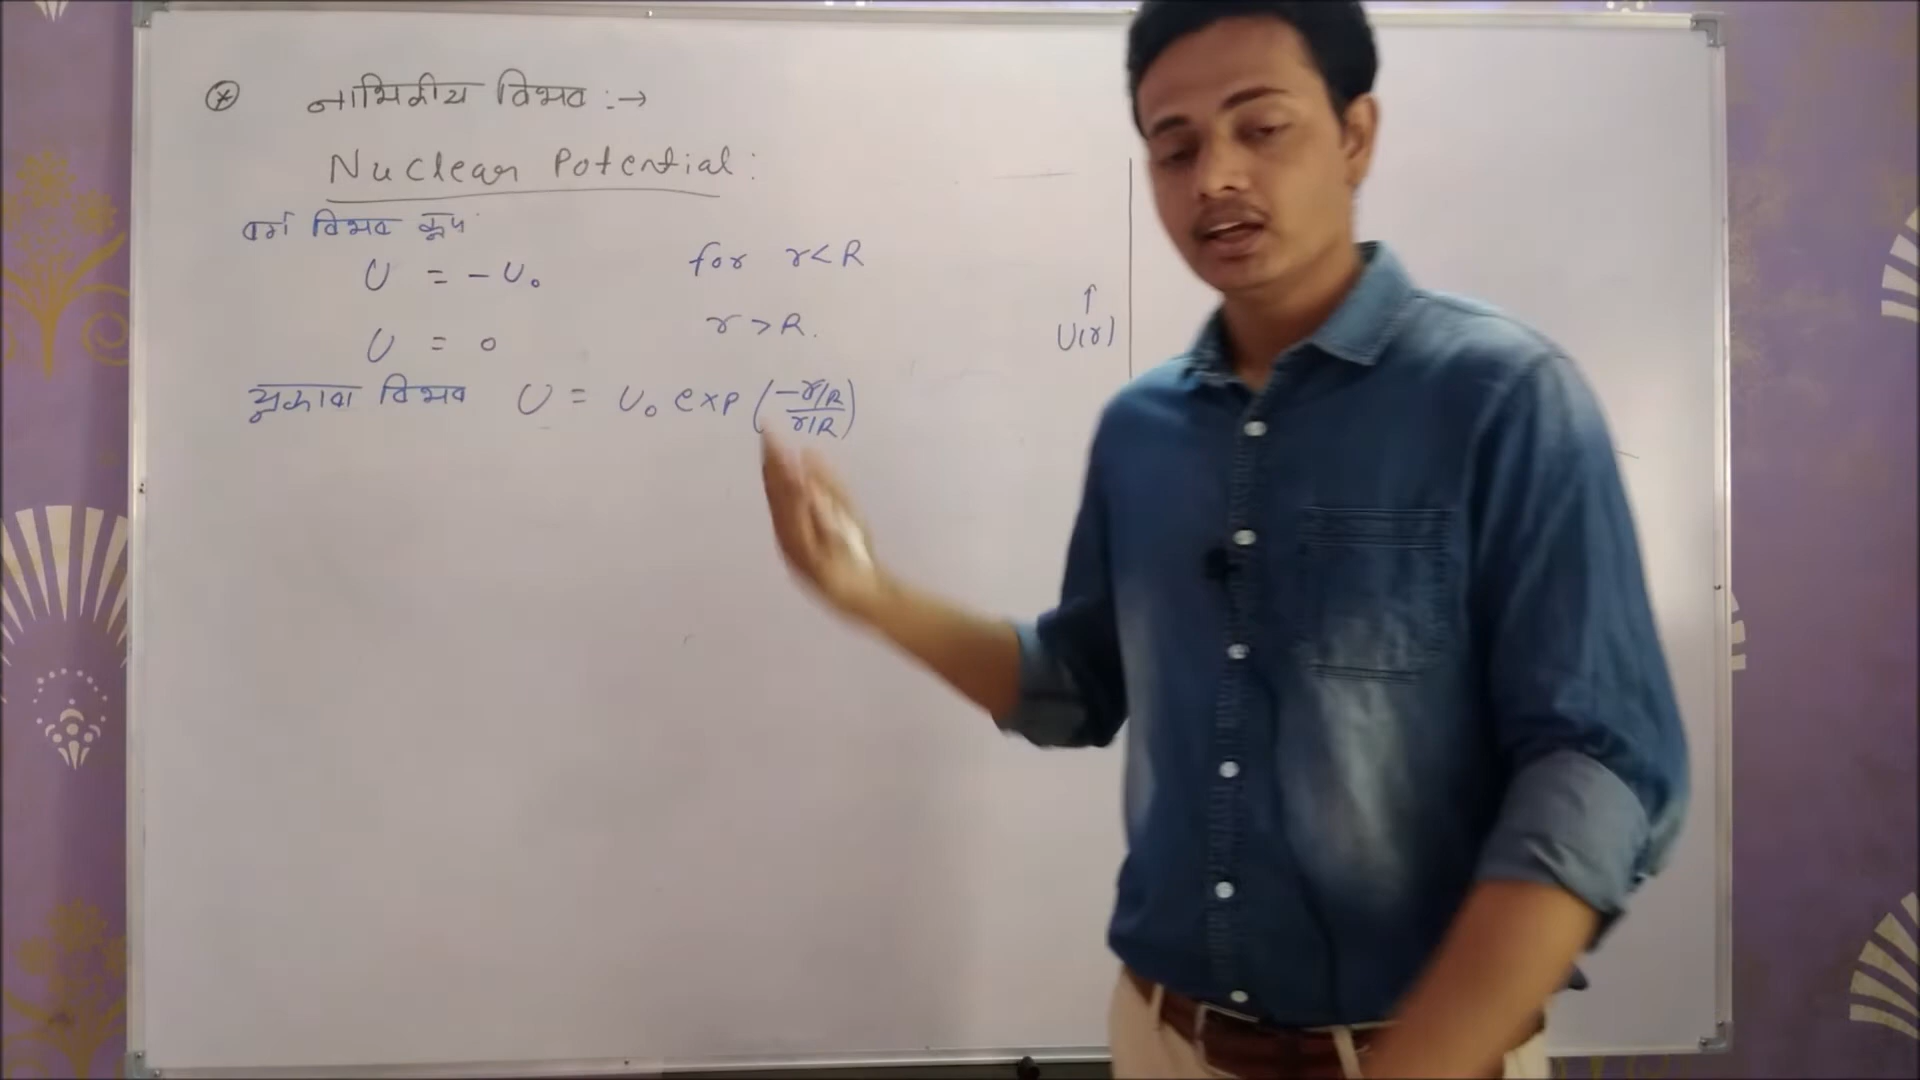 ⊛ नाभिकीय विभव :→
Nuclear Potential :
वर्ग विभव कूप
U = - U₀ for r < R
U = 0 r > R.
युकावा विभव U = U₀ exp (-r/R / r/R)
↑
U(r)